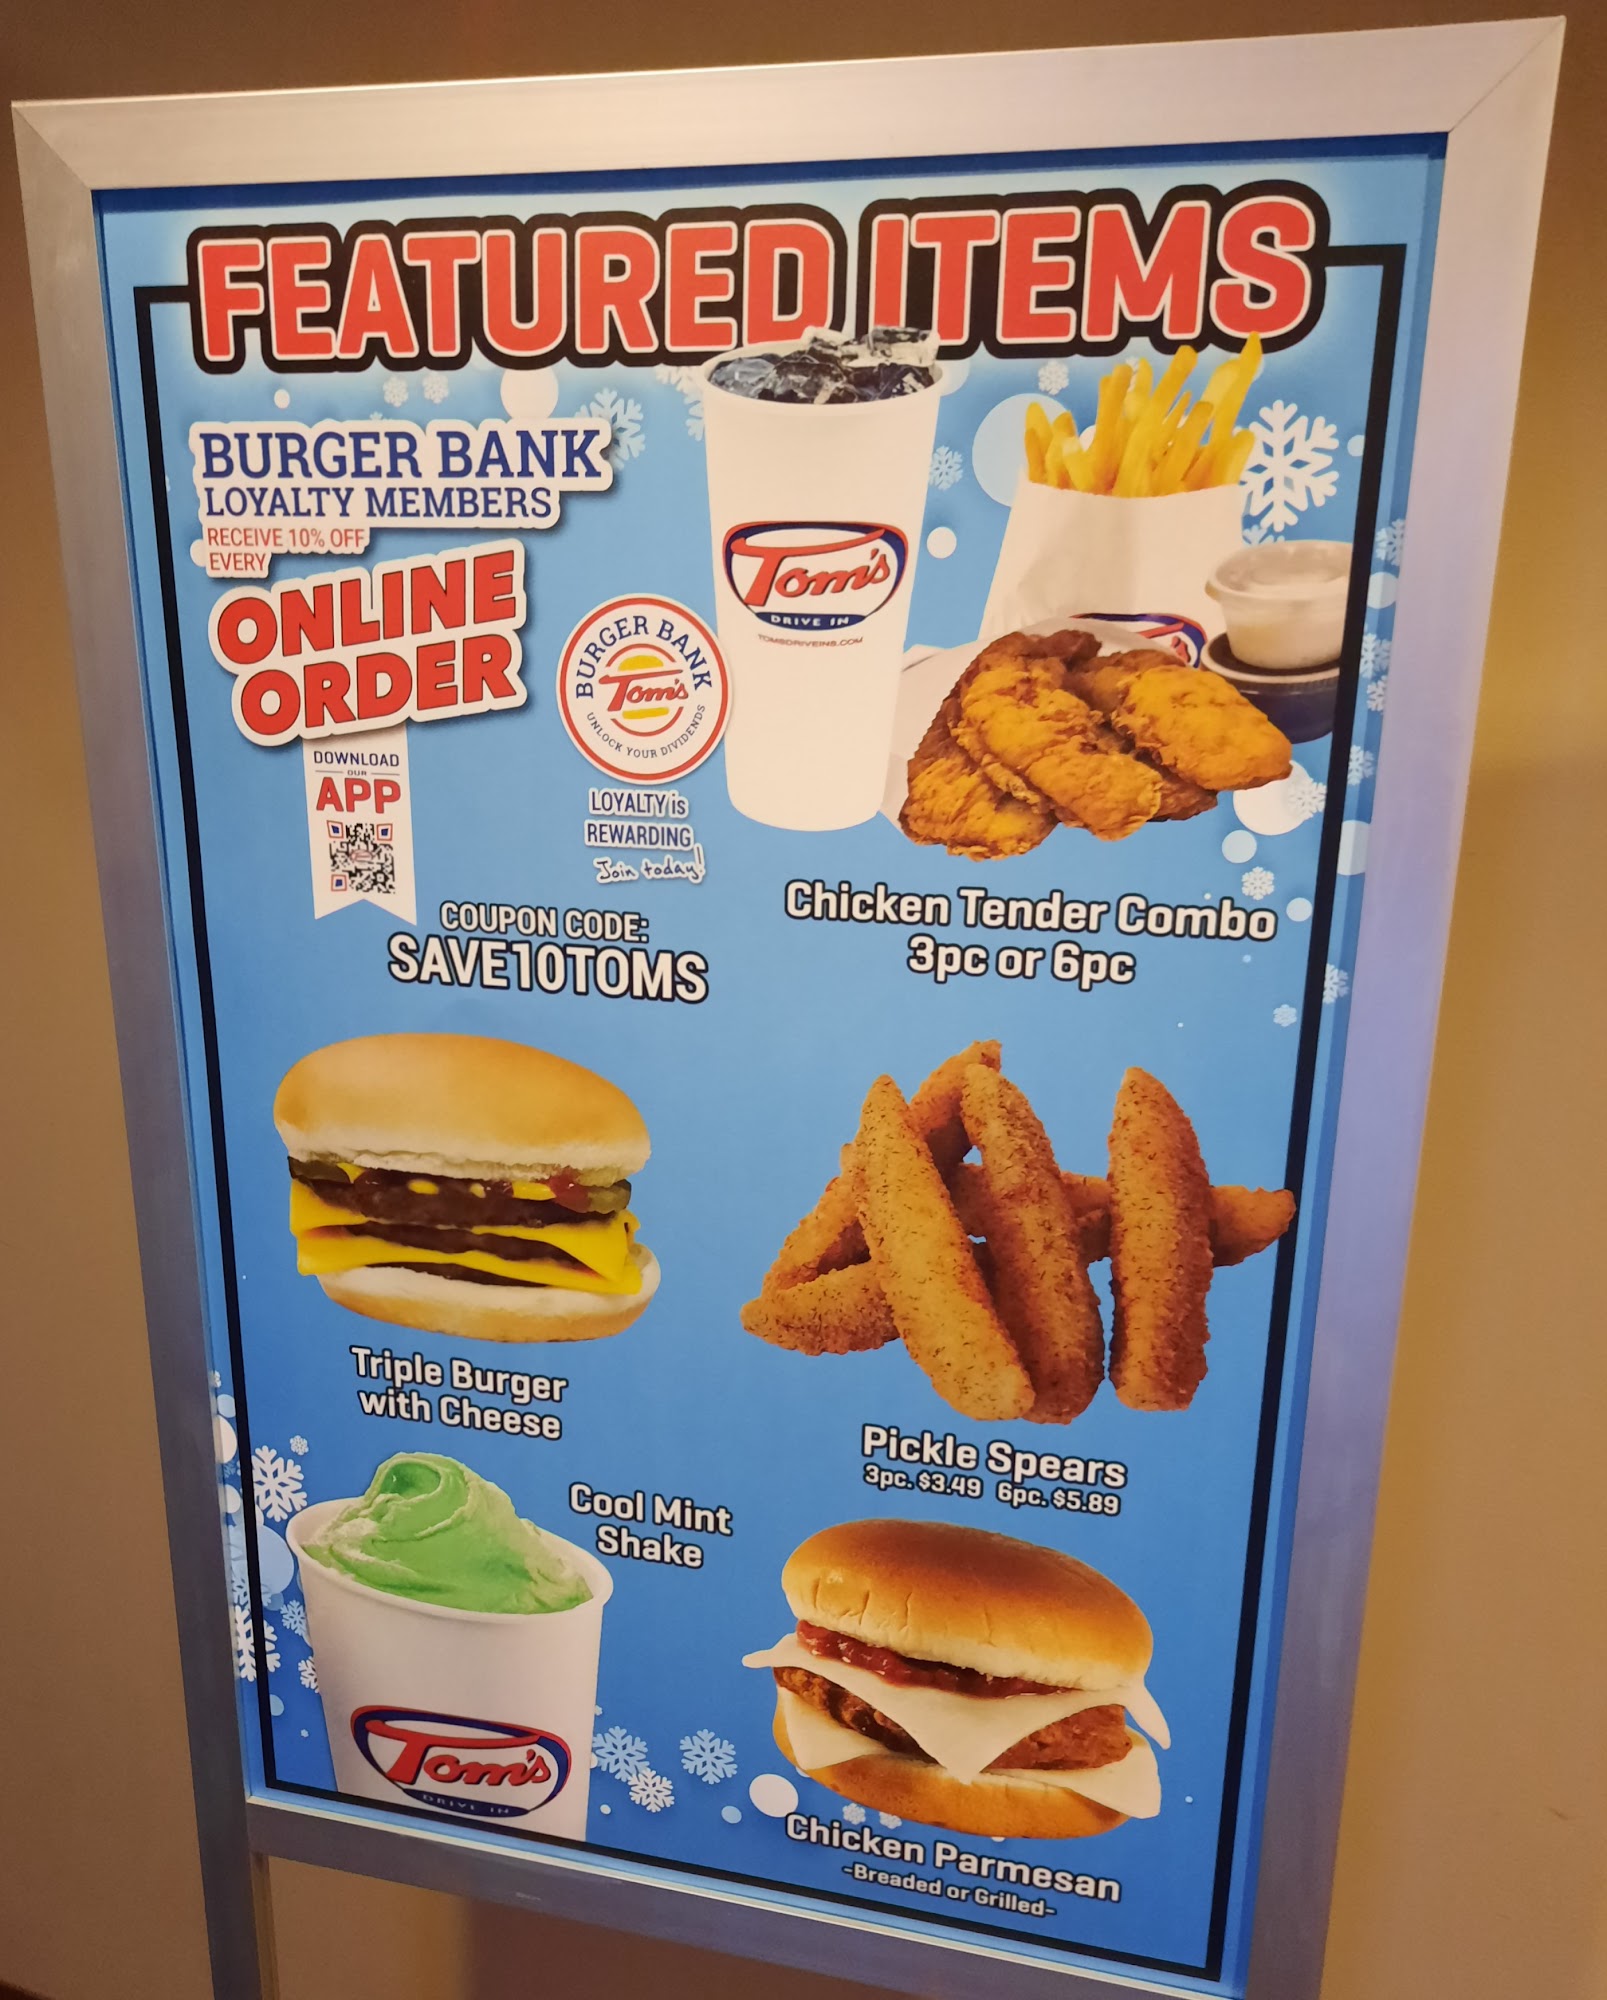 FEATURED ITEMS
BURGER BANK
LOYALTY MEMBERS
RECEIVE 10% OFF
EVERY
ONLINE
ORDER
DOWNLOAD
OUR
APP
BURGER BANK
Tom's
UNLOCK YOUR DIVIDENDS
LOYALTY is
REWARDING
Join today!
COUPON CODE:
SAVE10TOMS
Tom's
DRIVE IN
TOMSDRIVEINS.COM
Chicken Tender Combo
3pc or 6pc
Triple Burger
with Cheese
Pickle Spears
3pc. $3.49 6pc. $5.89
Cool Mint
Shake
Tom's
DRIVE IN
Chicken Parmesan
-Breaded or Grilled-